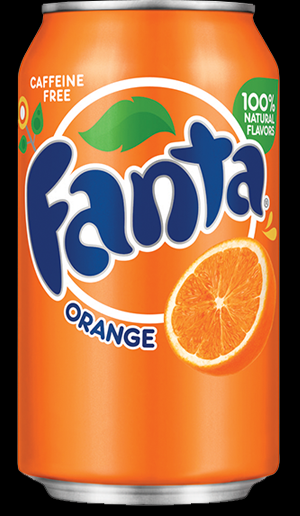 CAFFEINE
FREE
100%
NATURAL
FLAVORS
Fanta®
ORANGE